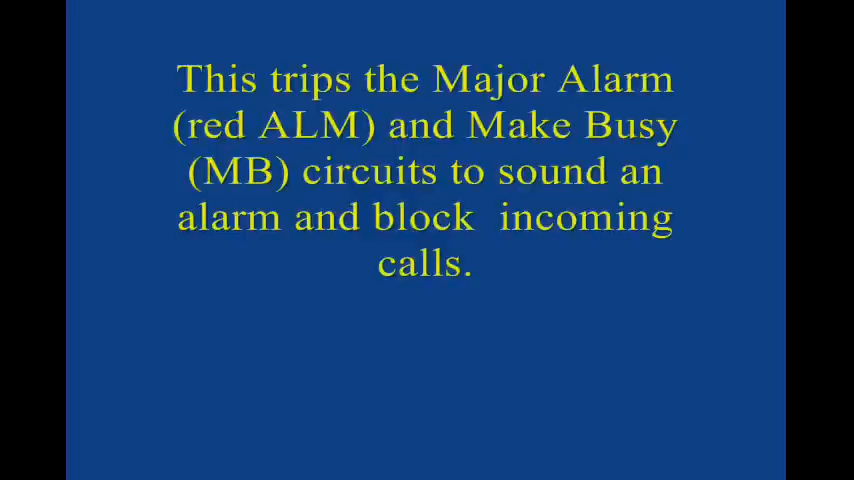 This trips the Major Alarm
(red ALM) and Make Busy
(MB) circuits to sound an
alarm and block  incoming
calls.